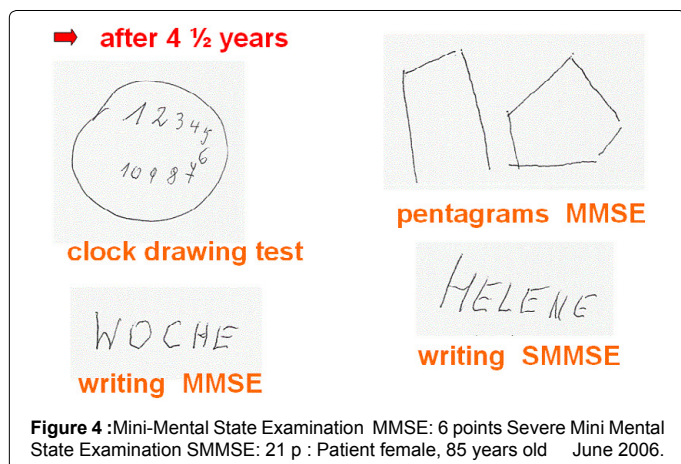 after 4 ½ years
1 2 3 4 5
10 9 8 7 6
clock drawing test
pentagrams MMSE
WOCHE
writing MMSE
HELENE
writing SMMSE
Figure 4 :Mini-Mental State Examination MMSE: 6 points Severe Mini Mental
State Examination SMMSE: 21 p : Patient female, 85 years old June 2006.